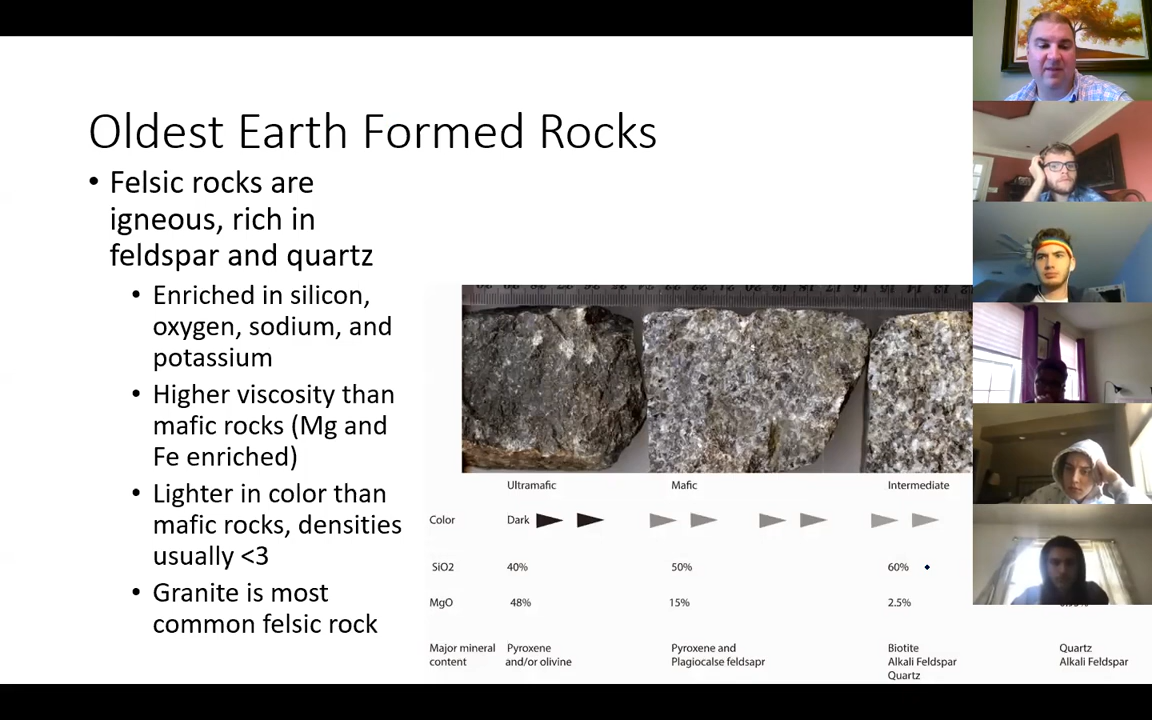 Oldest Earth Formed Rocks
• Felsic rocks are
igneous, rich in
feldspar and quartz
• Enriched in silicon,
oxygen, sodium, and
potassium
• Higher viscosity than
mafic rocks (Mg and
Fe enriched)
• Lighter in color than
mafic rocks, densities
usually <3
• Granite is most
common felsic rock
Ultramafic Mafic Intermediate
Color Dark
SiO2 40% 50% 60%
MgO 48% 15% 2.5%
Major mineral Pyroxene Pyroxene and Biotite Quartz
content and/or olivine Plagiocalse feldsapr Alkali Feldspar Alkali Feldspar
Quartz